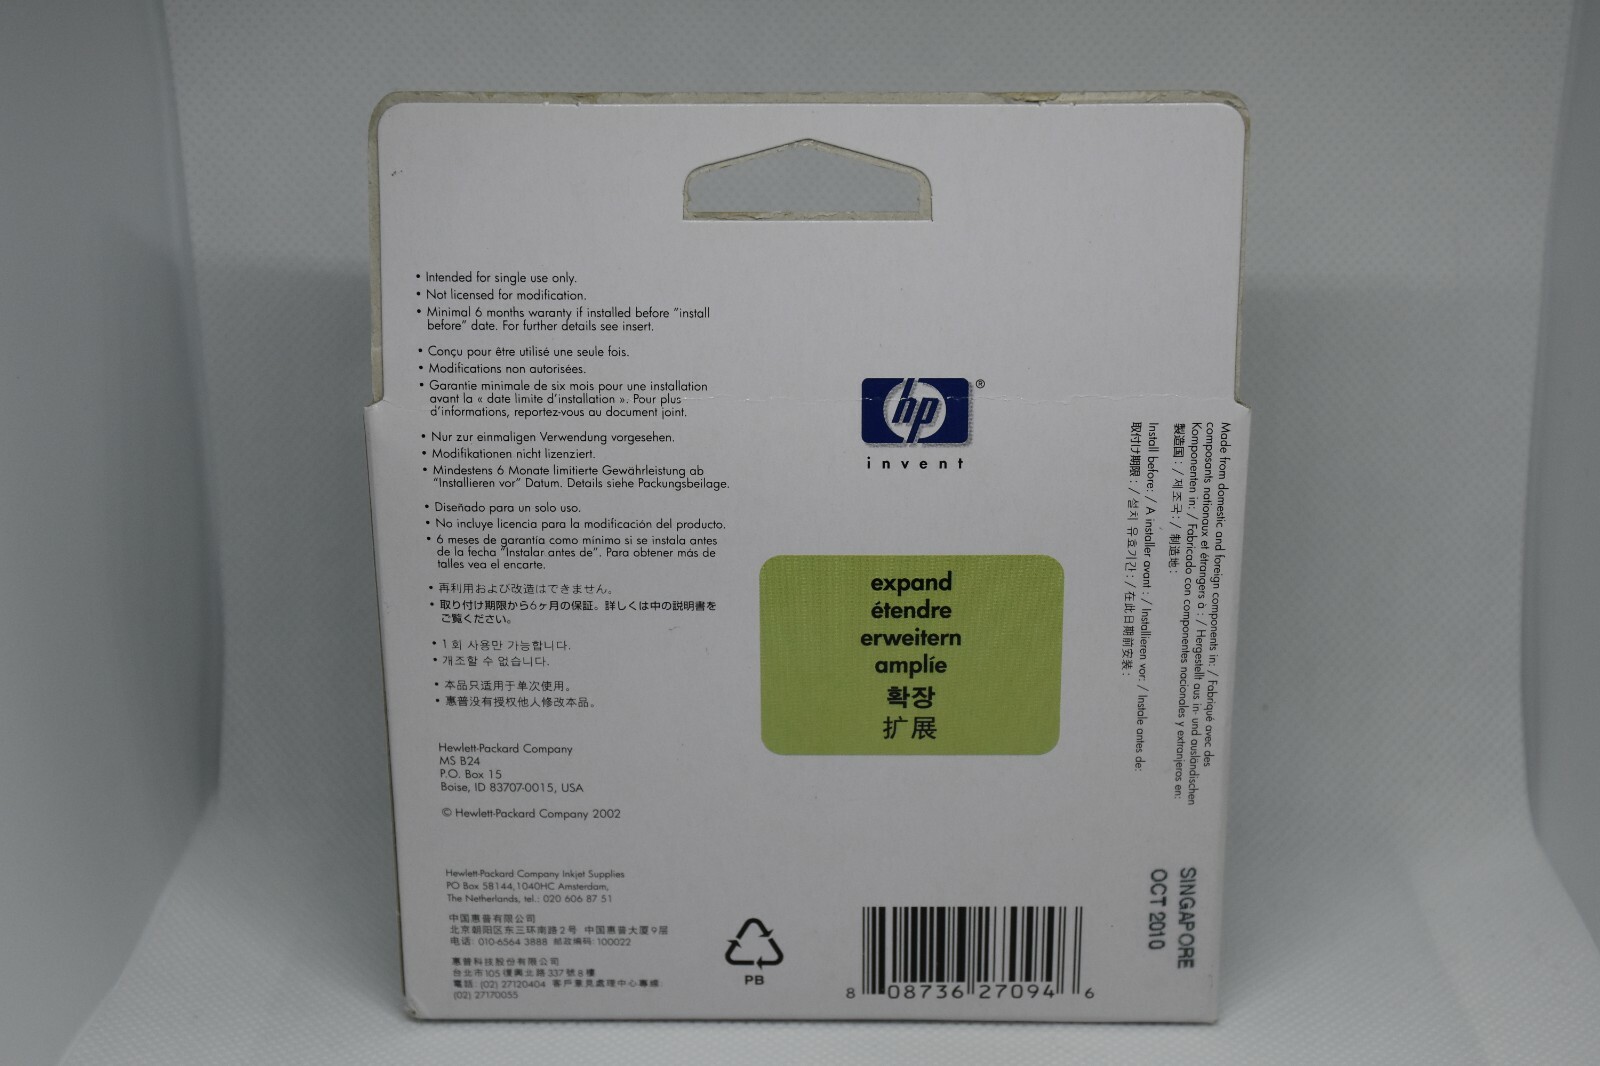 • Intended for single use only.
• Not licensed for modification.
• Minimal 6 months waranty if installed before "install
before" date. For further details see insert.
• Conçu pour être utilisé une seule fois.
• Modifications non autorisées.
• Garantie minimale de six mois pour une installation
avant la « date limite d'installation ». Pour plus
d'informations, reportez-vous au document joint.
• Nur zur einmaligen Verwendung vorgesehen.
• Modifikationen nicht lizenziert.
• Mindestens 6 Monate limitierte Gewährleistung ab
"Installieren vor" Datum. Details siehe Packungsbeilage.
• Diseñado para un solo uso.
• No incluye licencia para la modificación del producto.
• 6 meses de garantía como mínimo si se instala antes
de la fecha "Instalar antes de". Para obtener más de
talles vea el encarte.
• 再利用および改造はできません。
• 取り付け期限から6ヶ月の保証。詳しくは中の説明書を
ご覧ください。
• 1회 사용만 가능합니다.
• 개조할 수 없습니다.
• 本品只适用于单次使用。
• 惠普没有授权他人修改本品。
Hewlett-Packard Company
MS B24
P.O. Box 15
Boise, ID 83707-0015, USA
© Hewlett-Packard Company 2002
Hewlett-Packard Company Inkjet Supplies
PO Box 58144,1040HC Amsterdam,
The Netherlands, tel.: 020 606 87 51
中国惠普有限公司
北京朝阳区东三环南路2号 中国惠普大厦9层
电话: 010-6564 3888 邮政编码: 100022
惠普科技股份有限公司
台北市105復興北路337號8樓
電話: (02) 27120404 客戶意見處理中心專線:
(02) 27170055
hp®
invent
expand
étendre
erweitern
amplíe
확장
扩展
PB
8 08736 27094 6
Made from domestic and foreign components in: / Fabriqué avec des
composants nationaux et étrangers à : / Hergestellt aus in- und ausländischen
Komponenten in: / Fabricado con componentes nacionales y extranjeros en:
製造国: / 제조국: / 制造地:
Install before: / A installer avant : / Installieren vor: / Instale antes de:
取付け期限: / 설치 유효기간: / 在此日期前安装:
SINGAPORE
OCT 2010